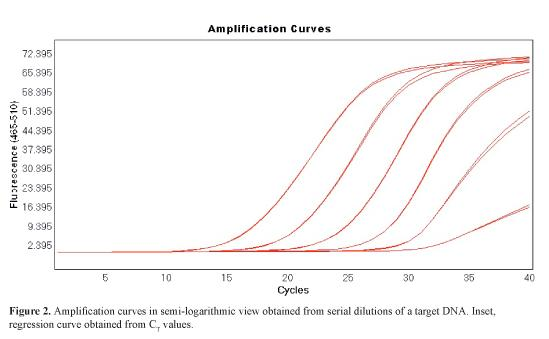 Amplification Curves
Fluorescence (465-510)
72.395
65.395
58.395
51.395
44.395
37.395
30.395
23.395
16.395
9.395
2.395
5 10 15 20 25 30 35 40
Cycles
Figure 2. Amplification curves in semi-logarithmic view obtained from serial dilutions of a target DNA. Inset,
regression curve obtained from CT values.